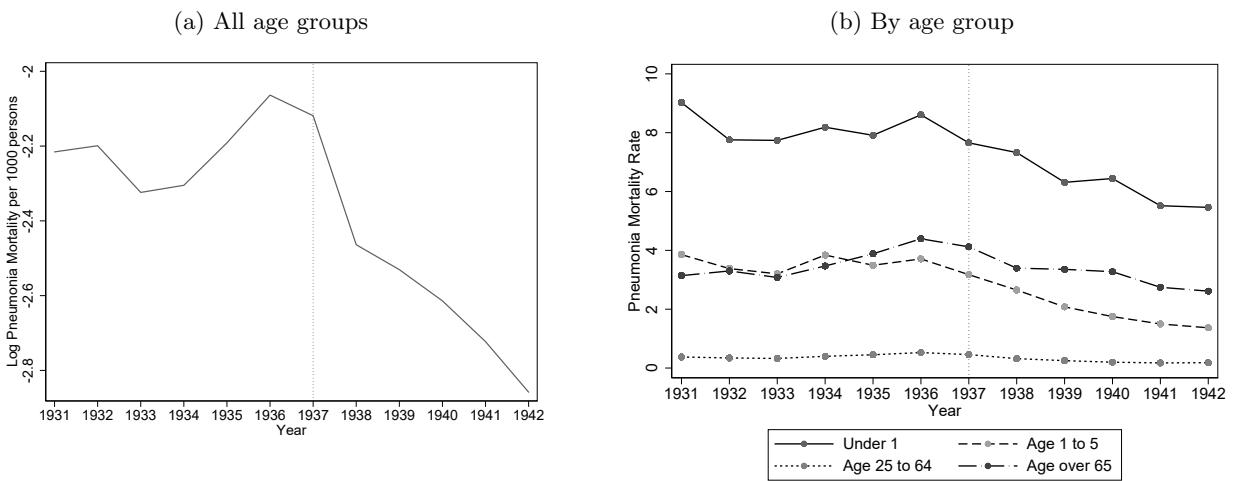 (a) All age groups
Log Pneumonia Mortality per 1000 persons
-2
-2.2
-2.4
-2.6
-2.8
1931 1932 1933 1934 1935 1936 1937 1938 1939 1940 1941 1942
Year
(b) By age group
Pneumonia Mortality Rate
10
8
6
4
2
0
1931 1932 1933 1934 1935 1936 1937 1938 1939 1940 1941 1942
Year
Under 1 Age 1 to 5
Age 25 to 64 Age over 65